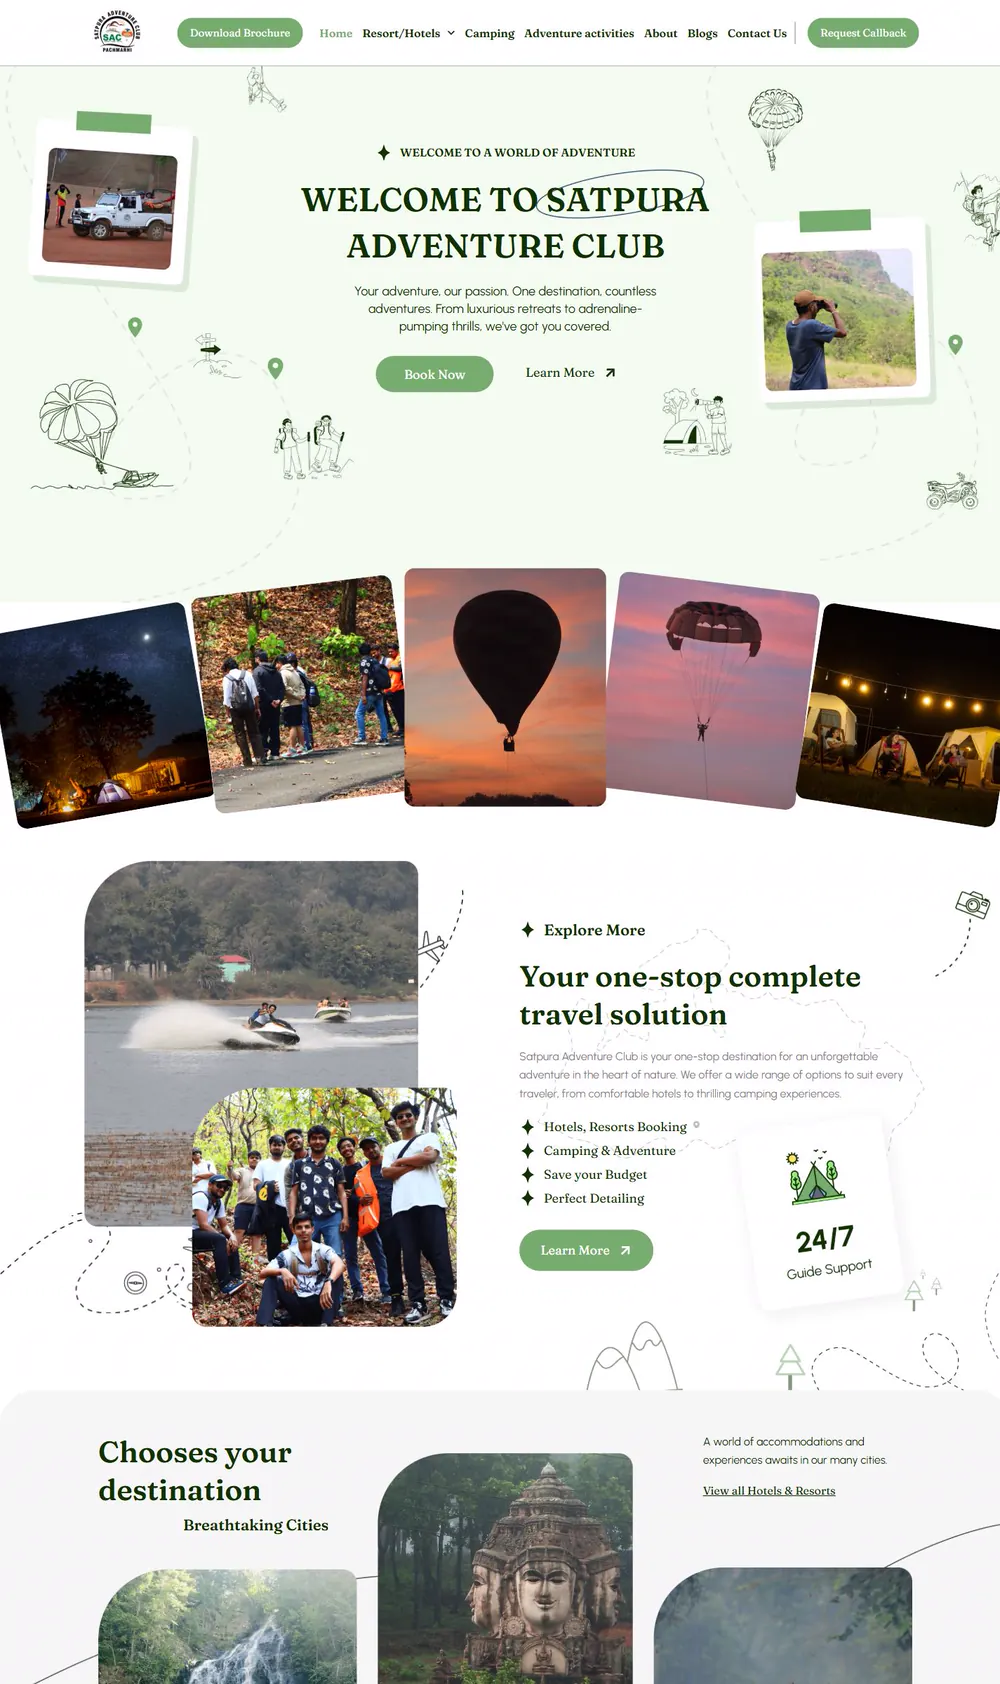 SATPURA ADVENTURE CLUB
SAC
PACHMARHI
Download Brochure
Home
Resort/Hotels
Camping
Adventure activities
About
Blogs
Contact Us
Request Callback
WELCOME TO A WORLD OF ADVENTURE
WELCOME TO SATPURA
ADVENTURE CLUB
Your adventure, our passion. One destination, countless
adventures. From luxurious retreats to adrenaline-
pumping thrills, we've got you covered.
Book Now
Learn More
Explore More
Your one-stop complete
travel solution
Satpura Adventure Club is your one-stop destination for an unforgettable
adventure in the heart of nature. We offer a wide range of options to suit every
traveler, from comfortable hotels to thrilling camping experiences.
Hotels, Resorts Booking
Camping & Adventure
Save your Budget
Perfect Detailing
Learn More
24/7
Guide Support
Chooses your
destination
Breathtaking Cities
A world of accommodations and
experiences awaits in our many cities.
View all Hotels & Resorts